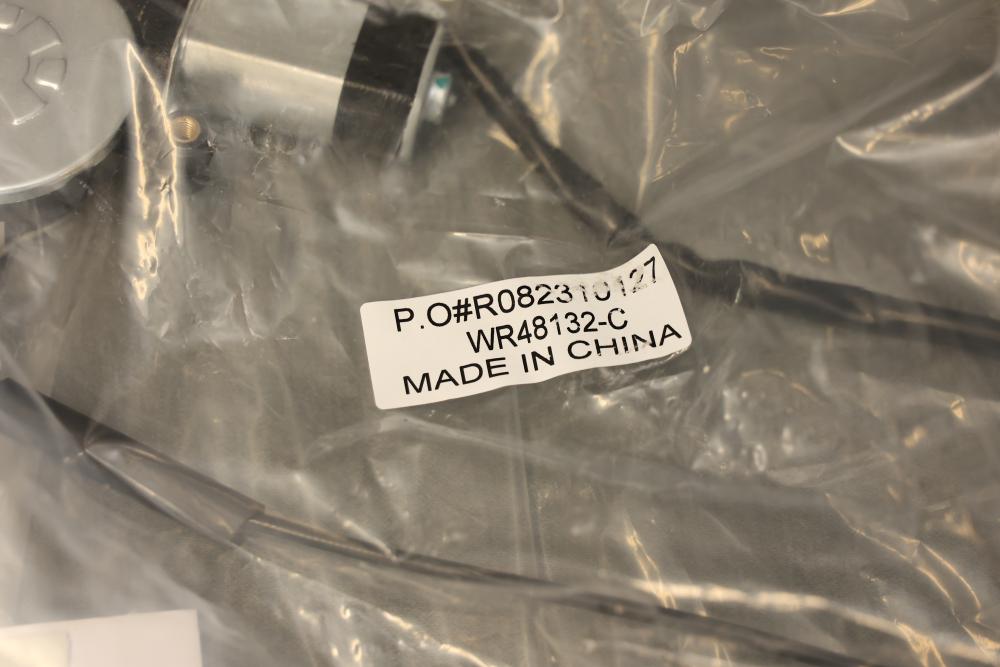 P.O#R082310127
WR48132-C
MADE IN CHINA